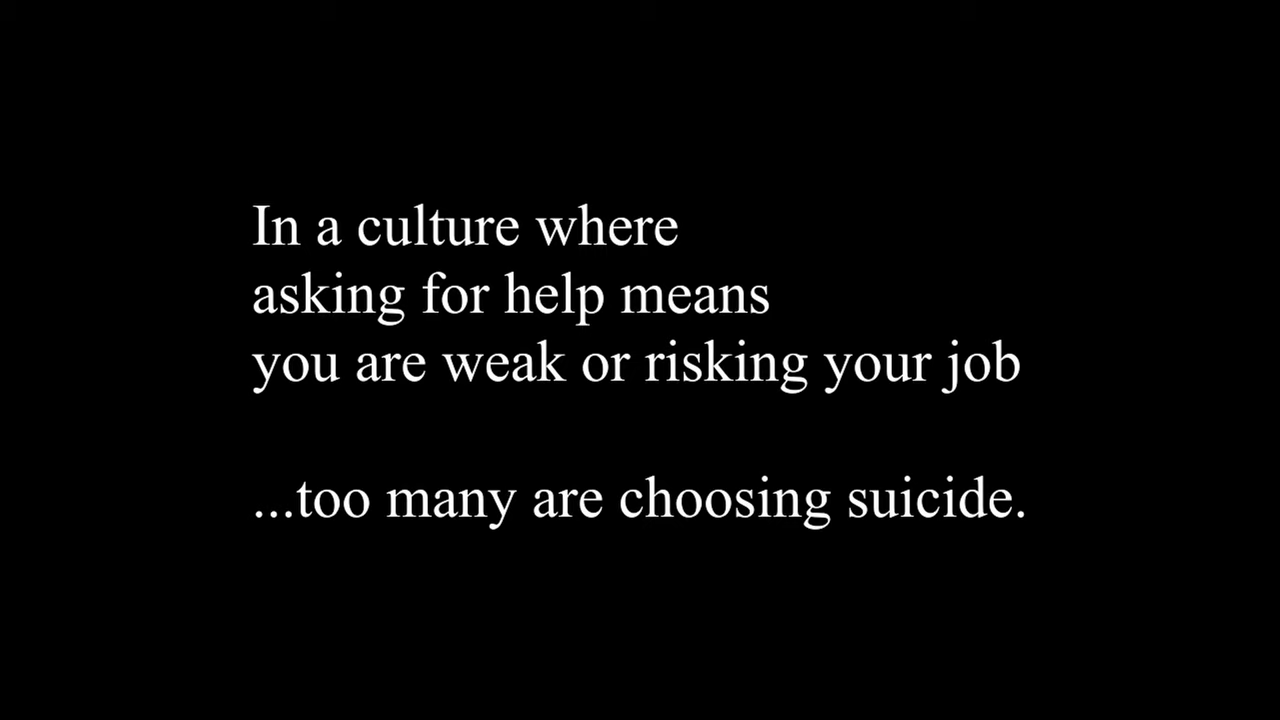 In a culture where
asking for help means
you are weak or risking your job
...too many are choosing suicide.